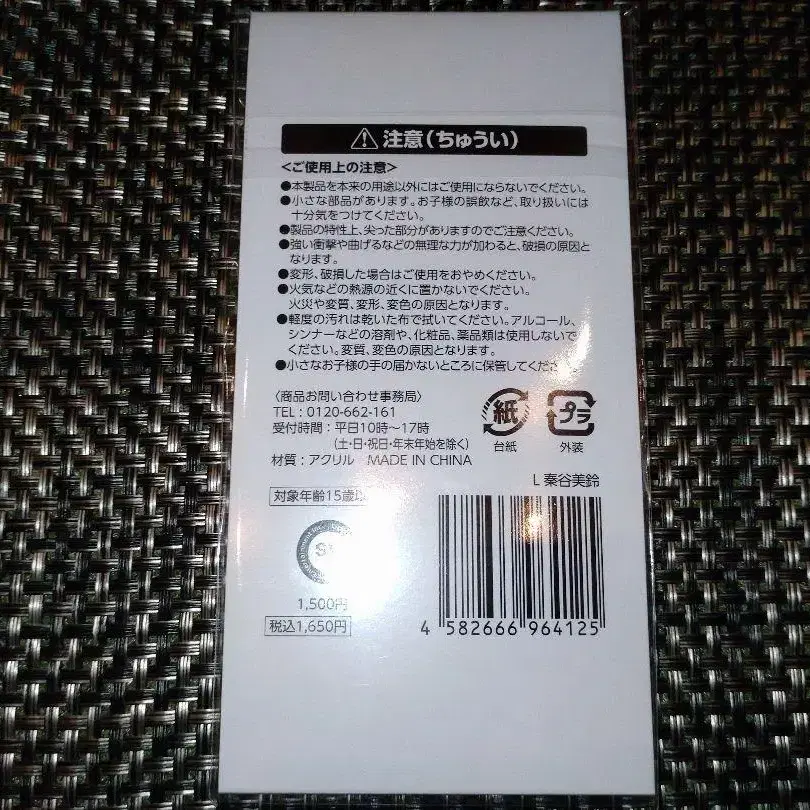 注意(ちゅうい)
<ご使用上の注意>
●本製品を本来の用途以外にはご使用にならないでください。
●小さな部品があります。お子様の誤飲など、取り扱いには
十分気をつけてください。
●製品の特性上、尖った部分がありますのでご注意ください。
●強い衝撃や曲げるなどの無理な力が加わると、破損の原因と
なります。
●変形、破損した場合はご使用をおやめください。
●火気などの熱源の近くに置かないでください。
火災や変質、変形、変色の原因となります。
●軽度の汚れは乾いた布で拭いてください。アルコール、
シンナーなどの溶剤や、化粧品、薬品類は使用しないで
ください。変質、変色の原因となります。
●小さなお子様の手の届かないところに保管してくださ
〈商品お問い合わせ事務局〉
TEL:0120-662-161
受付時間:平日10時～17時
(土・日・祝日・年末年始を除く)
材質:アクリル MADE IN CHINA
紙
台紙
プラ
外装
L 秦谷美鈴
対象年齢15歳以
1,500円
税込1,650円
4 582666 964125